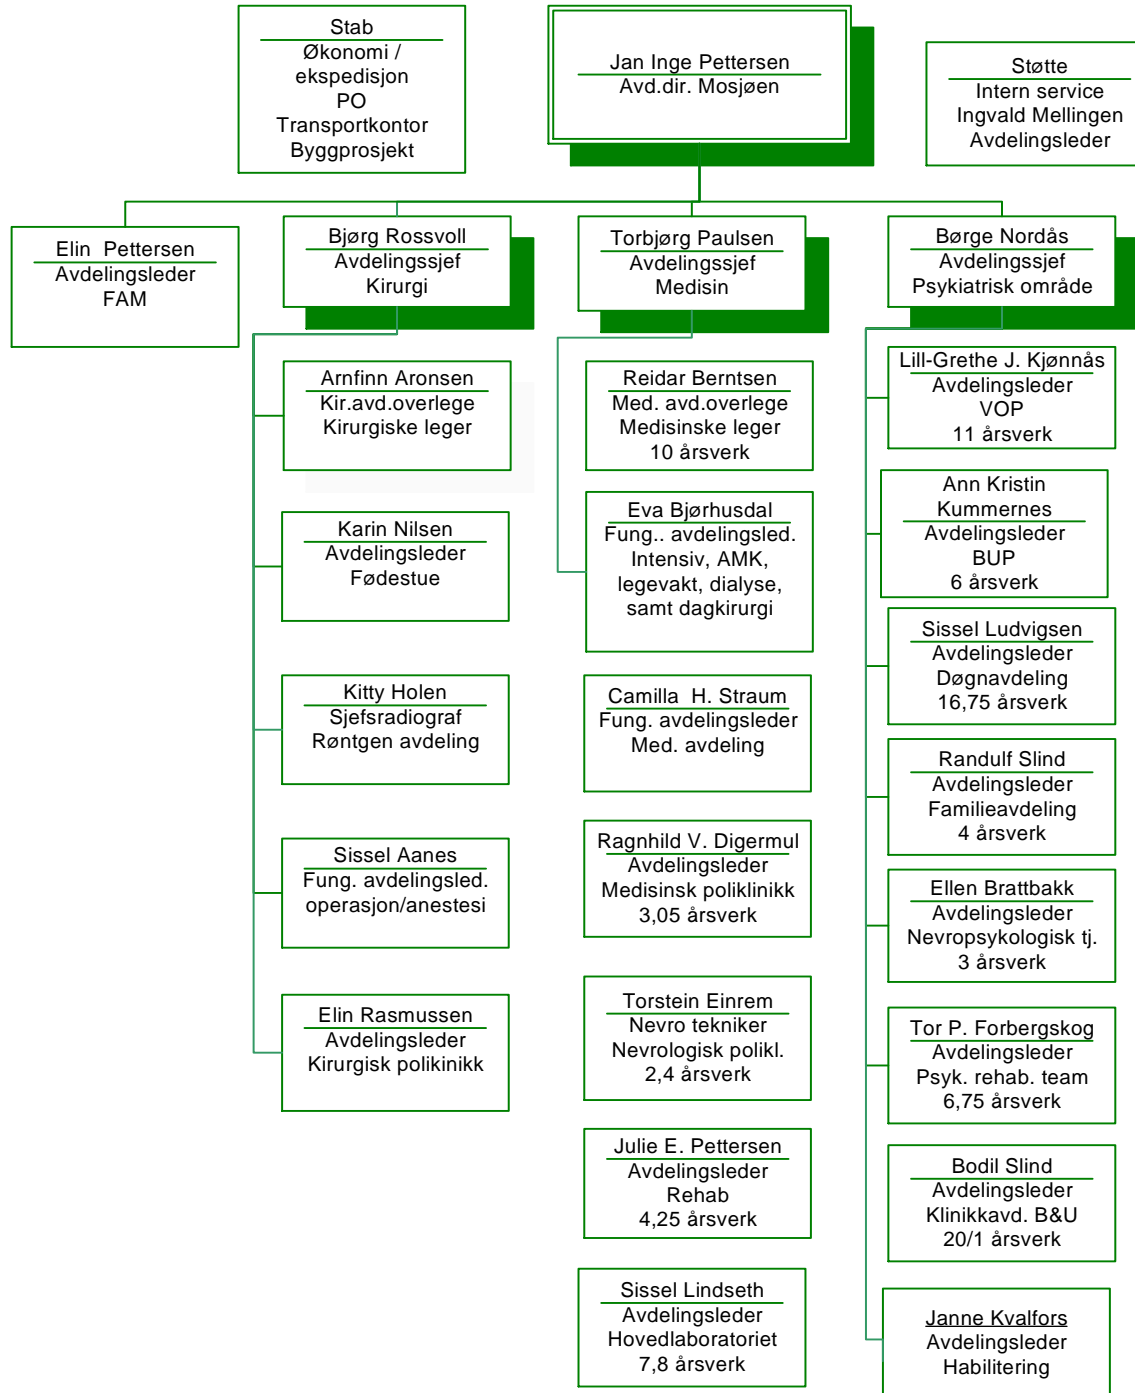 Stab
Økonomi /
ekspedisjon
PO
Transportkontor
Byggprosjekt
Jan Inge Pettersen
Avd.dir. Mosjøen
Støtte
Intern service
Ingvald Mellingen
Avdelingsleder
Elin  Pettersen
Avdelingsleder
FAM
Bjørg Rossvoll
Avdelingssjef
Kirurgi
Torbjørg Paulsen
Avdelingssjef
Medisin
Børge Nordås
Avdelingssjef
Psykiatrisk område
Arnfinn Aronsen
Kir.avd.overlege
Kirurgiske leger
Karin Nilsen
Avdelingsleder
Fødestue
Kitty Holen
Sjefsradiograf
Røntgen avdeling
Sissel Aanes
Fung. avdelingsled.
operasjon/anestesi
Elin Rasmussen
Avdelingsleder
Kirurgisk polikinikk
Reidar Berntsen
Med. avd.overlege
Medisinske leger
10 årsverk
Eva Bjørhusdal
Fung.. avdelingsled.
Intensiv, AMK,
legevakt, dialyse,
samt dagkirurgi
Camilla  H. Straum
Fung. avdelingsleder
Med. avdeling
Ragnhild V. Digermul
Avdelingsleder
Medisinsk poliklinikk
3,05 årsverk
Torstein Einrem
Nevro tekniker
Nevrologisk polikl.
2,4 årsverk
Julie E. Pettersen
Avdelingsleder
Rehab
4,25 årsverk
Sissel Lindseth
Avdelingsleder
Hovedlaboratoriet
7,8 årsverk
Lill-Grethe J. Kjønnås
Avdelingsleder
VOP
11 årsverk
Ann Kristin
Kummernes
Avdelingsleder
BUP
6 årsverk
Sissel Ludvigsen
Avdelingsleder
Døgnavdeling
16,75 årsverk
Randulf Slind
Avdelingsleder
Familieavdeling
4 årsverk
Ellen Brattbakk
Avdelingsleder
Nevropsykologisk tj.
3 årsverk
Tor P. Forbergskog
Avdelingsleder
Psyk. rehab. team
6,75 årsverk
Bodil Slind
Avdelingsleder
Klinikkavd. B&U
20/1 årsverk
Janne Kvalfors
Avdelingsleder
Habilitering